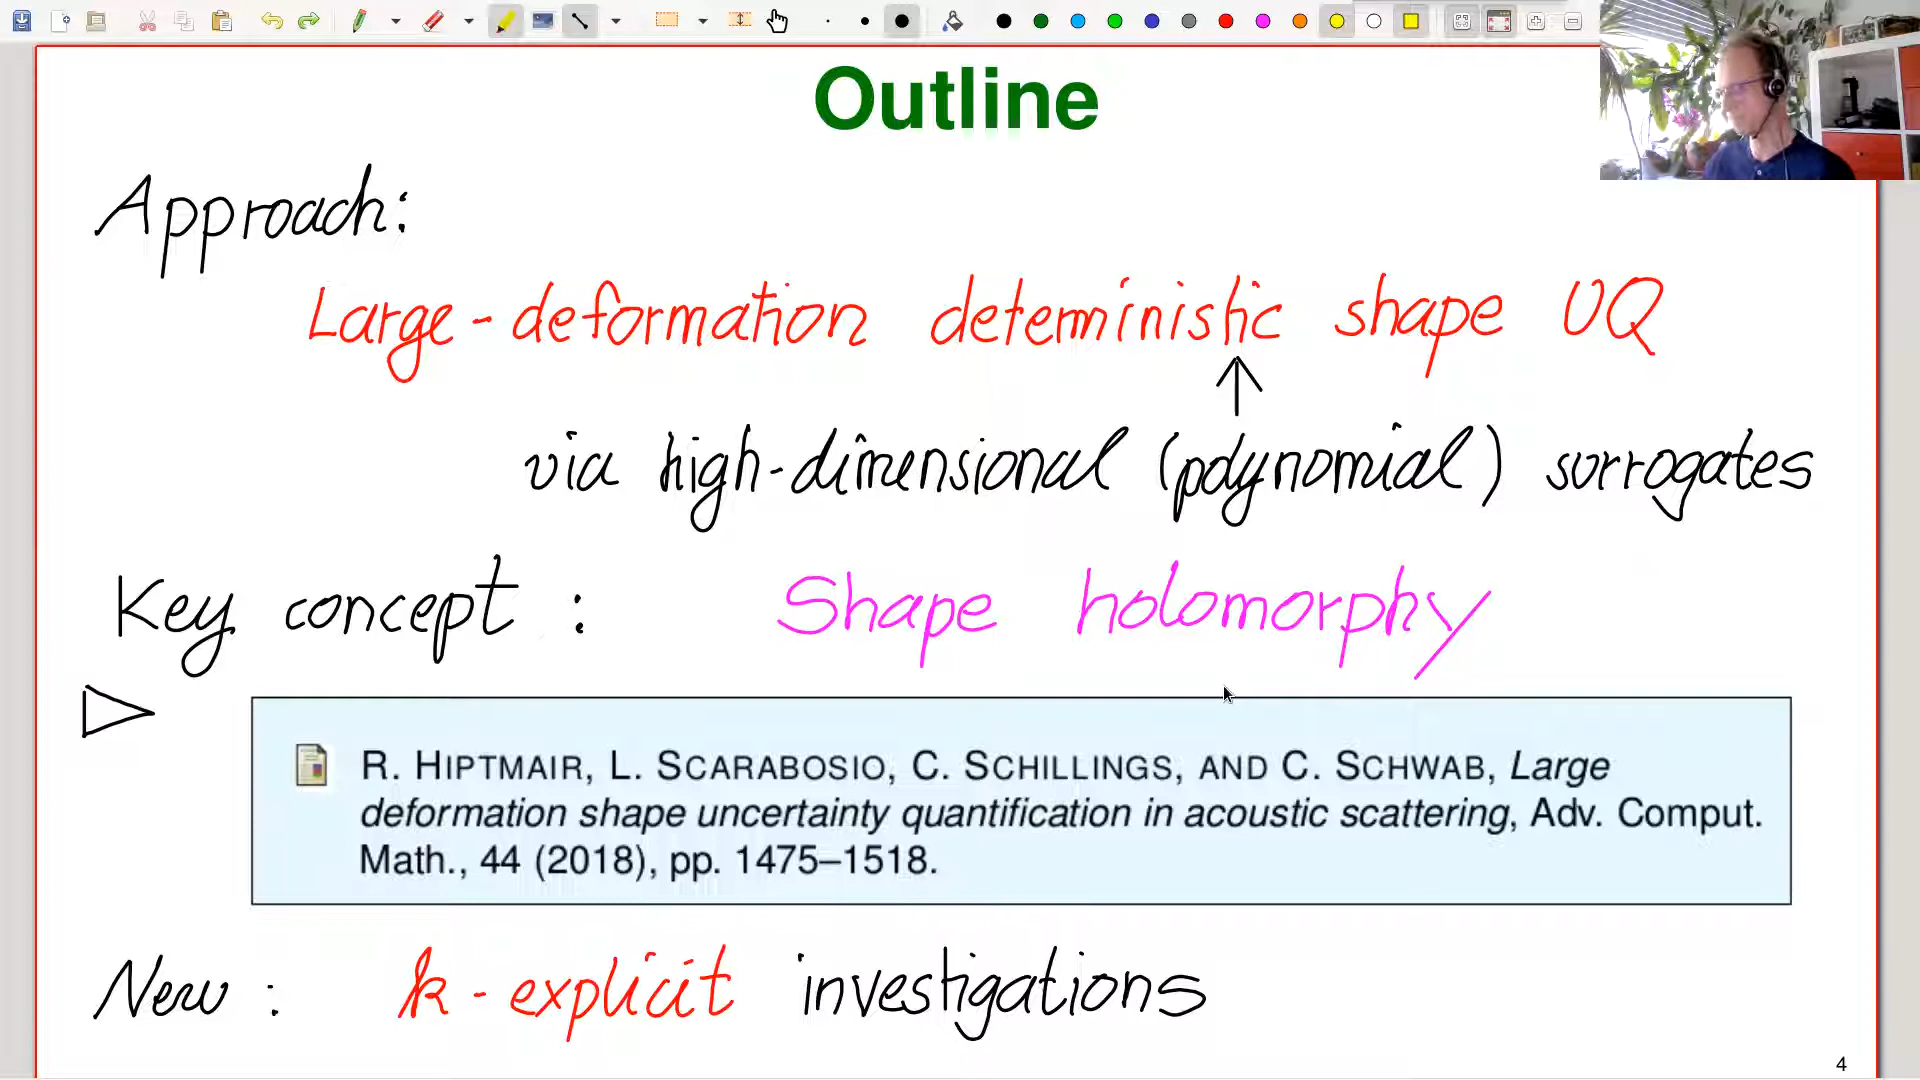 Outline
Approach:
Large-deformation deterministic shape UQ
via high-dimensional (polynomial) surrogates
Key concept : Shape holomorphy
R. HIPTMAIR, L. SCARABOSIO, C. SCHILLINGS, AND C. SCHWAB, Large
deformation shape uncertainty quantification in acoustic scattering, Adv. Comput.
Math., 44 (2018), pp. 1475–1518.
New : k-explicit investigations
4